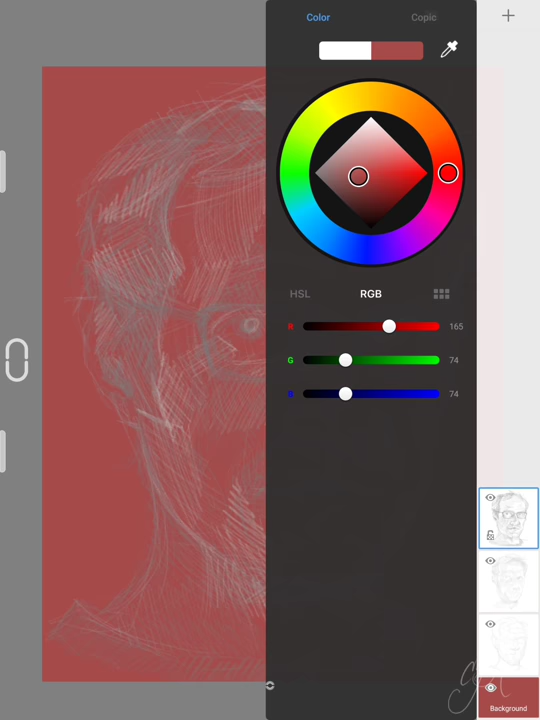 Color Copic
HSL RGB
R 165
G 74
B 74
Background